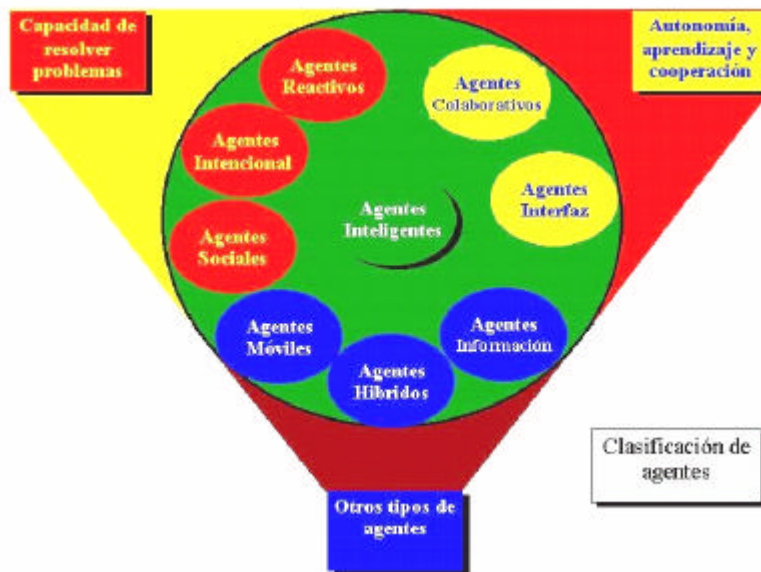 Capacidad de
resolver
problemas
Autonomía,
aprendizaje y
cooperación
Agentes
Reactivos
Agentes
Colaborativos
Agentes
Intencional
Agentes
Interfaz
Agentes
Inteligentes
Agentes
Sociales
Agentes
Móviles
Agentes
Híbridos
Agentes
Información
Clasificación de
agentes
Otros tipos de
agentes